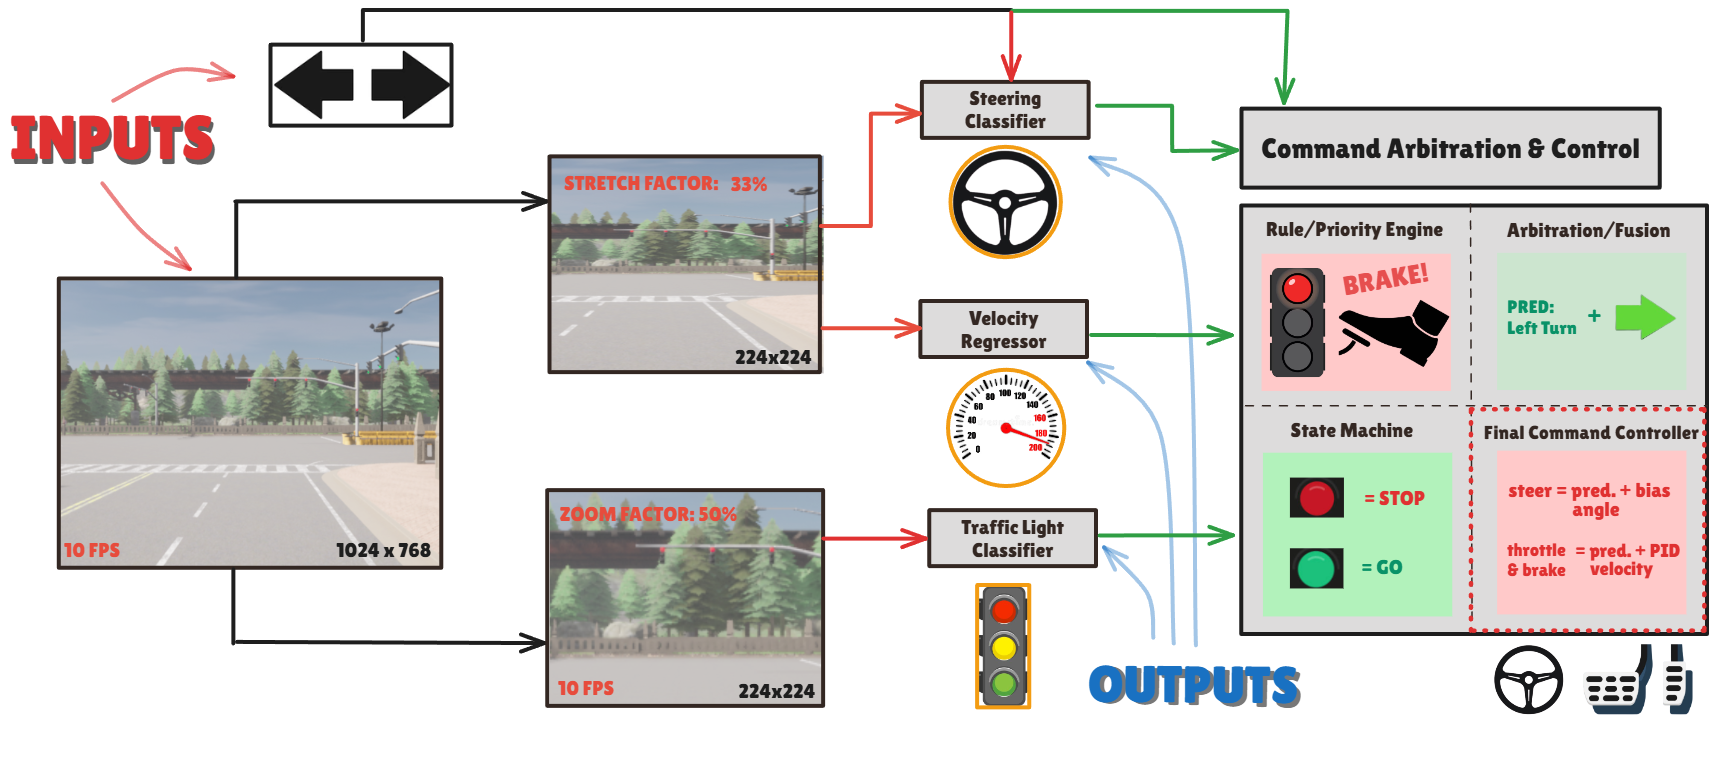 INPUTS
STRETCH FACTOR: 33%
224x224
10 FPS
1024 x 768
ZOOM FACTOR: 50%
10 FPS
224x224
Steering
Classifier
Velocity
Regressor
0
20
40
60
80
100
120
140
160
180
200
Traffic Light
Classifier
OUTPUTS
Command Arbitration & Control
Rule/Priority Engine
BRAKE!
Arbitration/Fusion
PRED:
Left Turn
+
State Machine
= STOP
= GO
Final Command Controller
steer = pred. + bias
angle
throttle = pred. + PID
& brake velocity